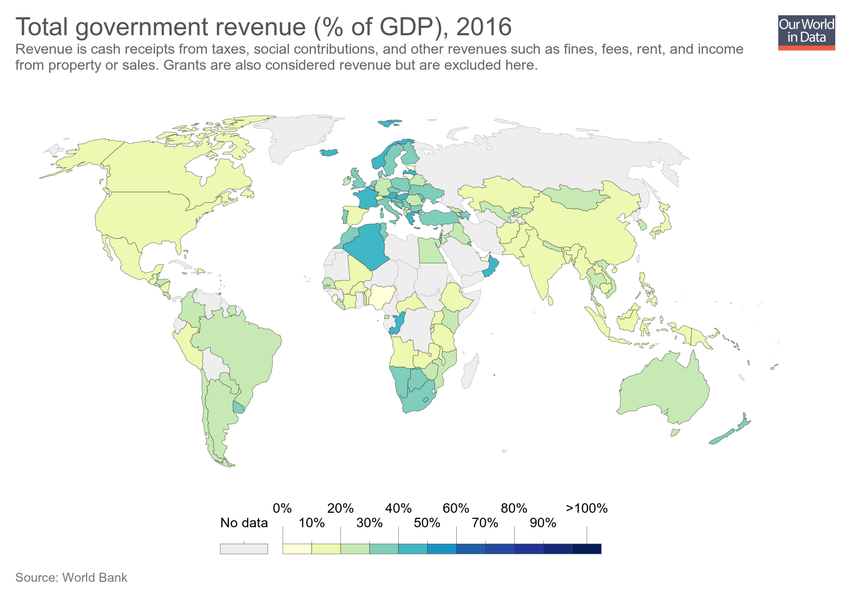 Total government revenue (% of GDP), 2016
Our World
in Data
Revenue is cash receipts from taxes, social contributions, and other revenues such as fines, fees, rent, and income
from property or sales. Grants are also considered revenue but are excluded here.
0% 20% 40% 60% 80% >100%
No data 10% 30% 50% 70% 90%
Source: World Bank